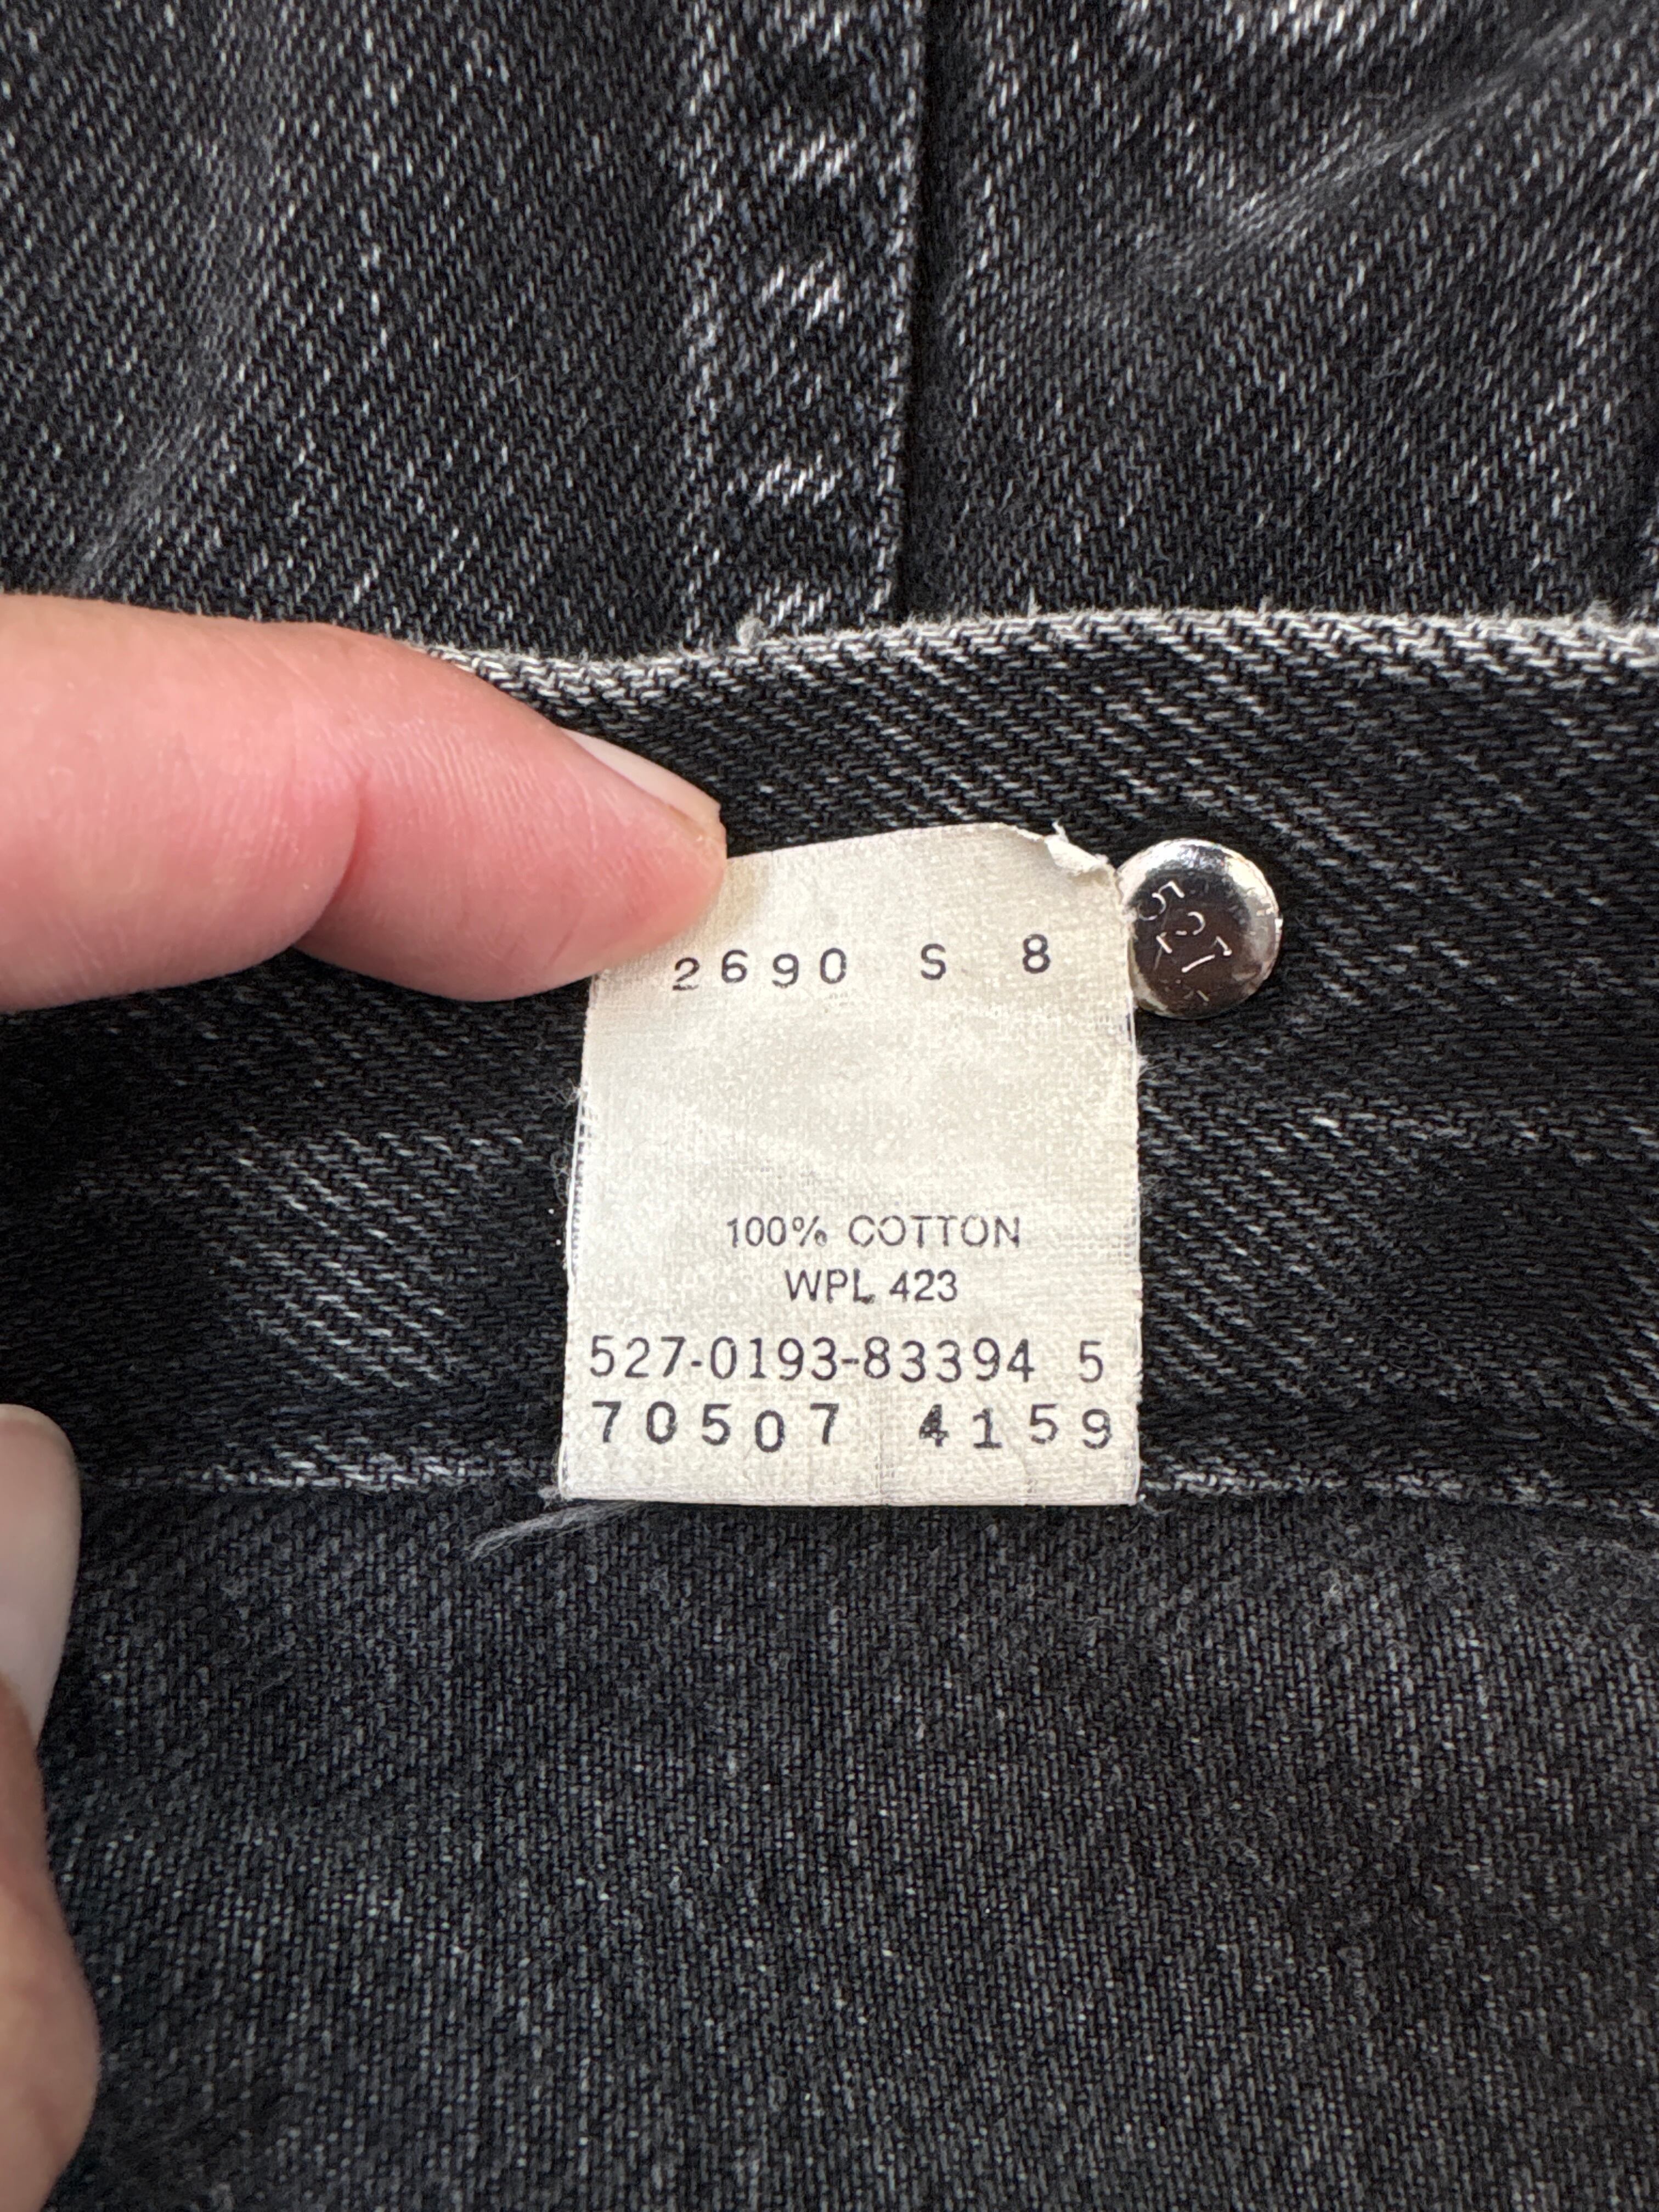 2690 S 8
527
100% COTTON
WPL 423
527-0193-83394 5
70507 4159